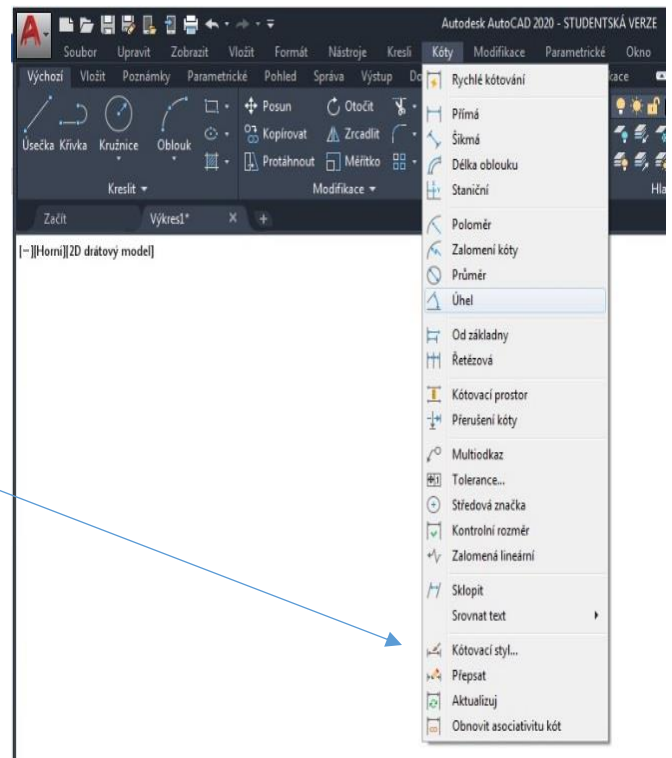 Autodesk AutoCAD 2020 - STUDENTSKÁ VERZE
Soubor Upravit Zobrazit Vložit Formát Nástroje Kresli Kóty Modifikace Parametrické Okno
Výchozí Vložit Poznámky Parametrické Pohled Správa Výstup
Úsečka Křivka Kružnice Oblouk
Posun Otočit
Kopírovat Zrcadlit
Protáhnout Měřítko
Kreslit Modifikace
Začít Výkres1*
[−][Horní][2D drátový model]
Rychlé kótování
Přímá
Šikmá
Délka oblouku
Staniční
Poloměr
Zalomení kóty
Průměr
Úhel
Od základny
Řetězová
Kótovací prostor
Přerušení kóty
Multiodkaz
Tolerance...
Středová značka
Kontrolní rozměr
Zalomená lineární
Sklopit
Srovnat text
Kótovací styl...
Přepsat
Aktualizuj
Obnovit asociativitu kót